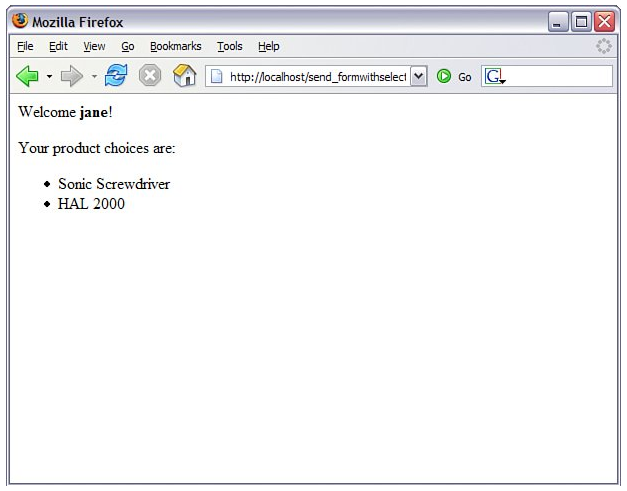 Mozilla Firefox
File Edit View Go Bookmarks Tools Help
http://localhost/send_formwithselect Go G
Welcome jane!
Your product choices are:
Sonic Screwdriver
HAL 2000